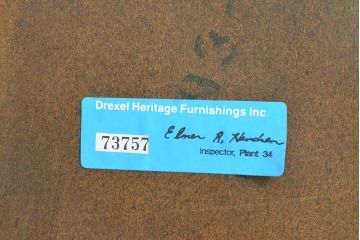 Drexel Heritage Furnishings Inc.
73757
Elmer R. Hendren
Inspector, Plant 34